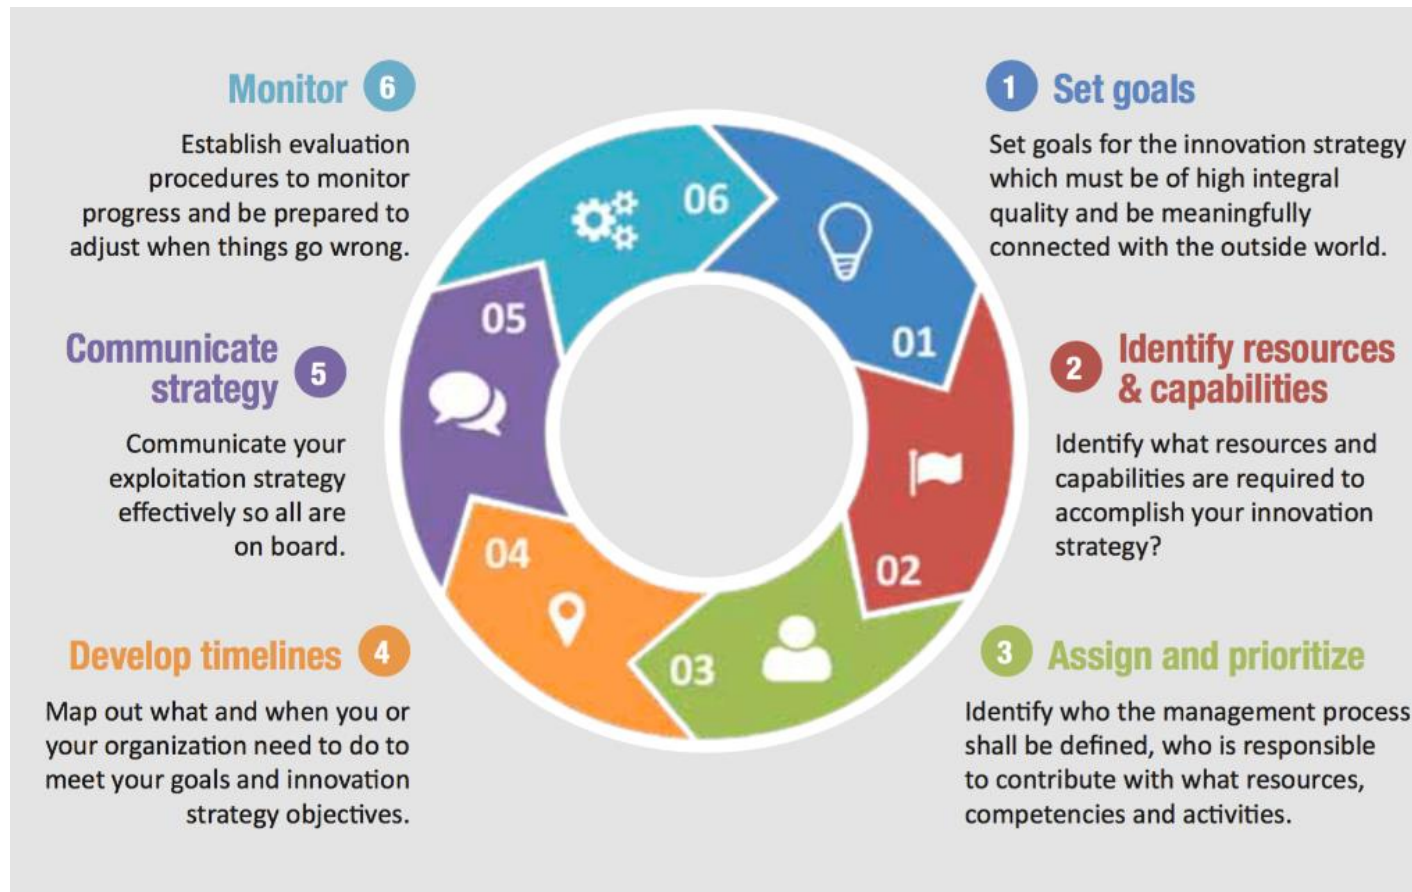 1 Set goals
Set goals for the innovation strategy
which must be of high integral
quality and be meaningfully
connected with the outside world.
2 Identify resources
& capabilities
Identify what resources and
capabilities are required to
accomplish your innovation
strategy?
3 Assign and prioritize
Identify who the management process
shall be defined, who is responsible
to contribute with what resources,
competencies and activities.
Develop timelines 4
Map out what and when you or
your organization need to do to
meet your goals and innovation
strategy objectives.
Communicate
strategy 5
Communicate your
exploitation strategy
effectively so all are
on board.
Monitor 6
Establish evaluation
procedures to monitor
progress and be prepared to
adjust when things go wrong.
01
02
03
04
05
06